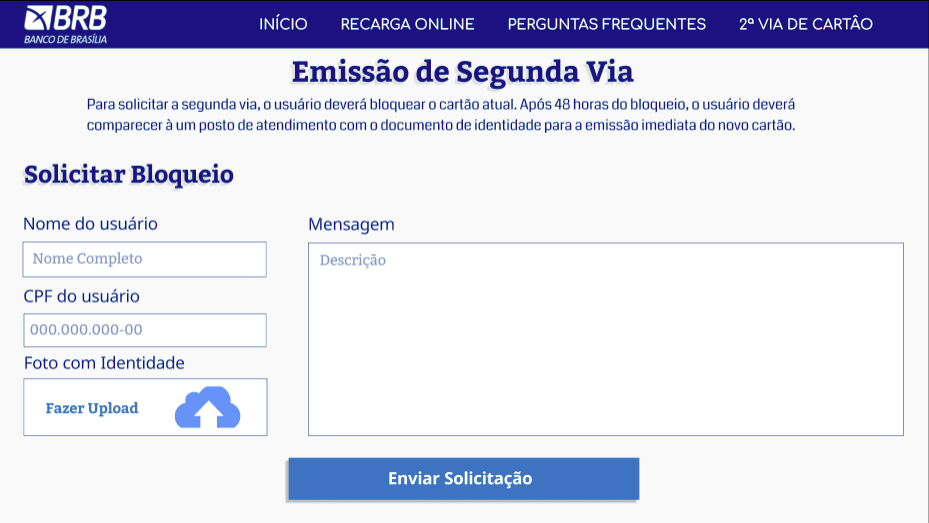 BRB
BANCO DE BRASÍLIA
INÍCIO
RECARGA ONLINE
PERGUNTAS FREQUENTES
2ª VIA DE CARTÃO
Emissão de Segunda Via
Para solicitar a segunda via, o usuário deverá bloquear o cartão atual. Após 48 horas do bloqueio, o usuário deverá
comparecer à um posto de atendimento com o documento de identidade para a emissão imediata do novo cartão.
Solicitar Bloqueio
Nome do usuário
Nome Completo
CPF do usuário
000.000.000-00
Foto com Identidade
Fazer Upload
Mensagem
Descrição
Enviar Solicitação